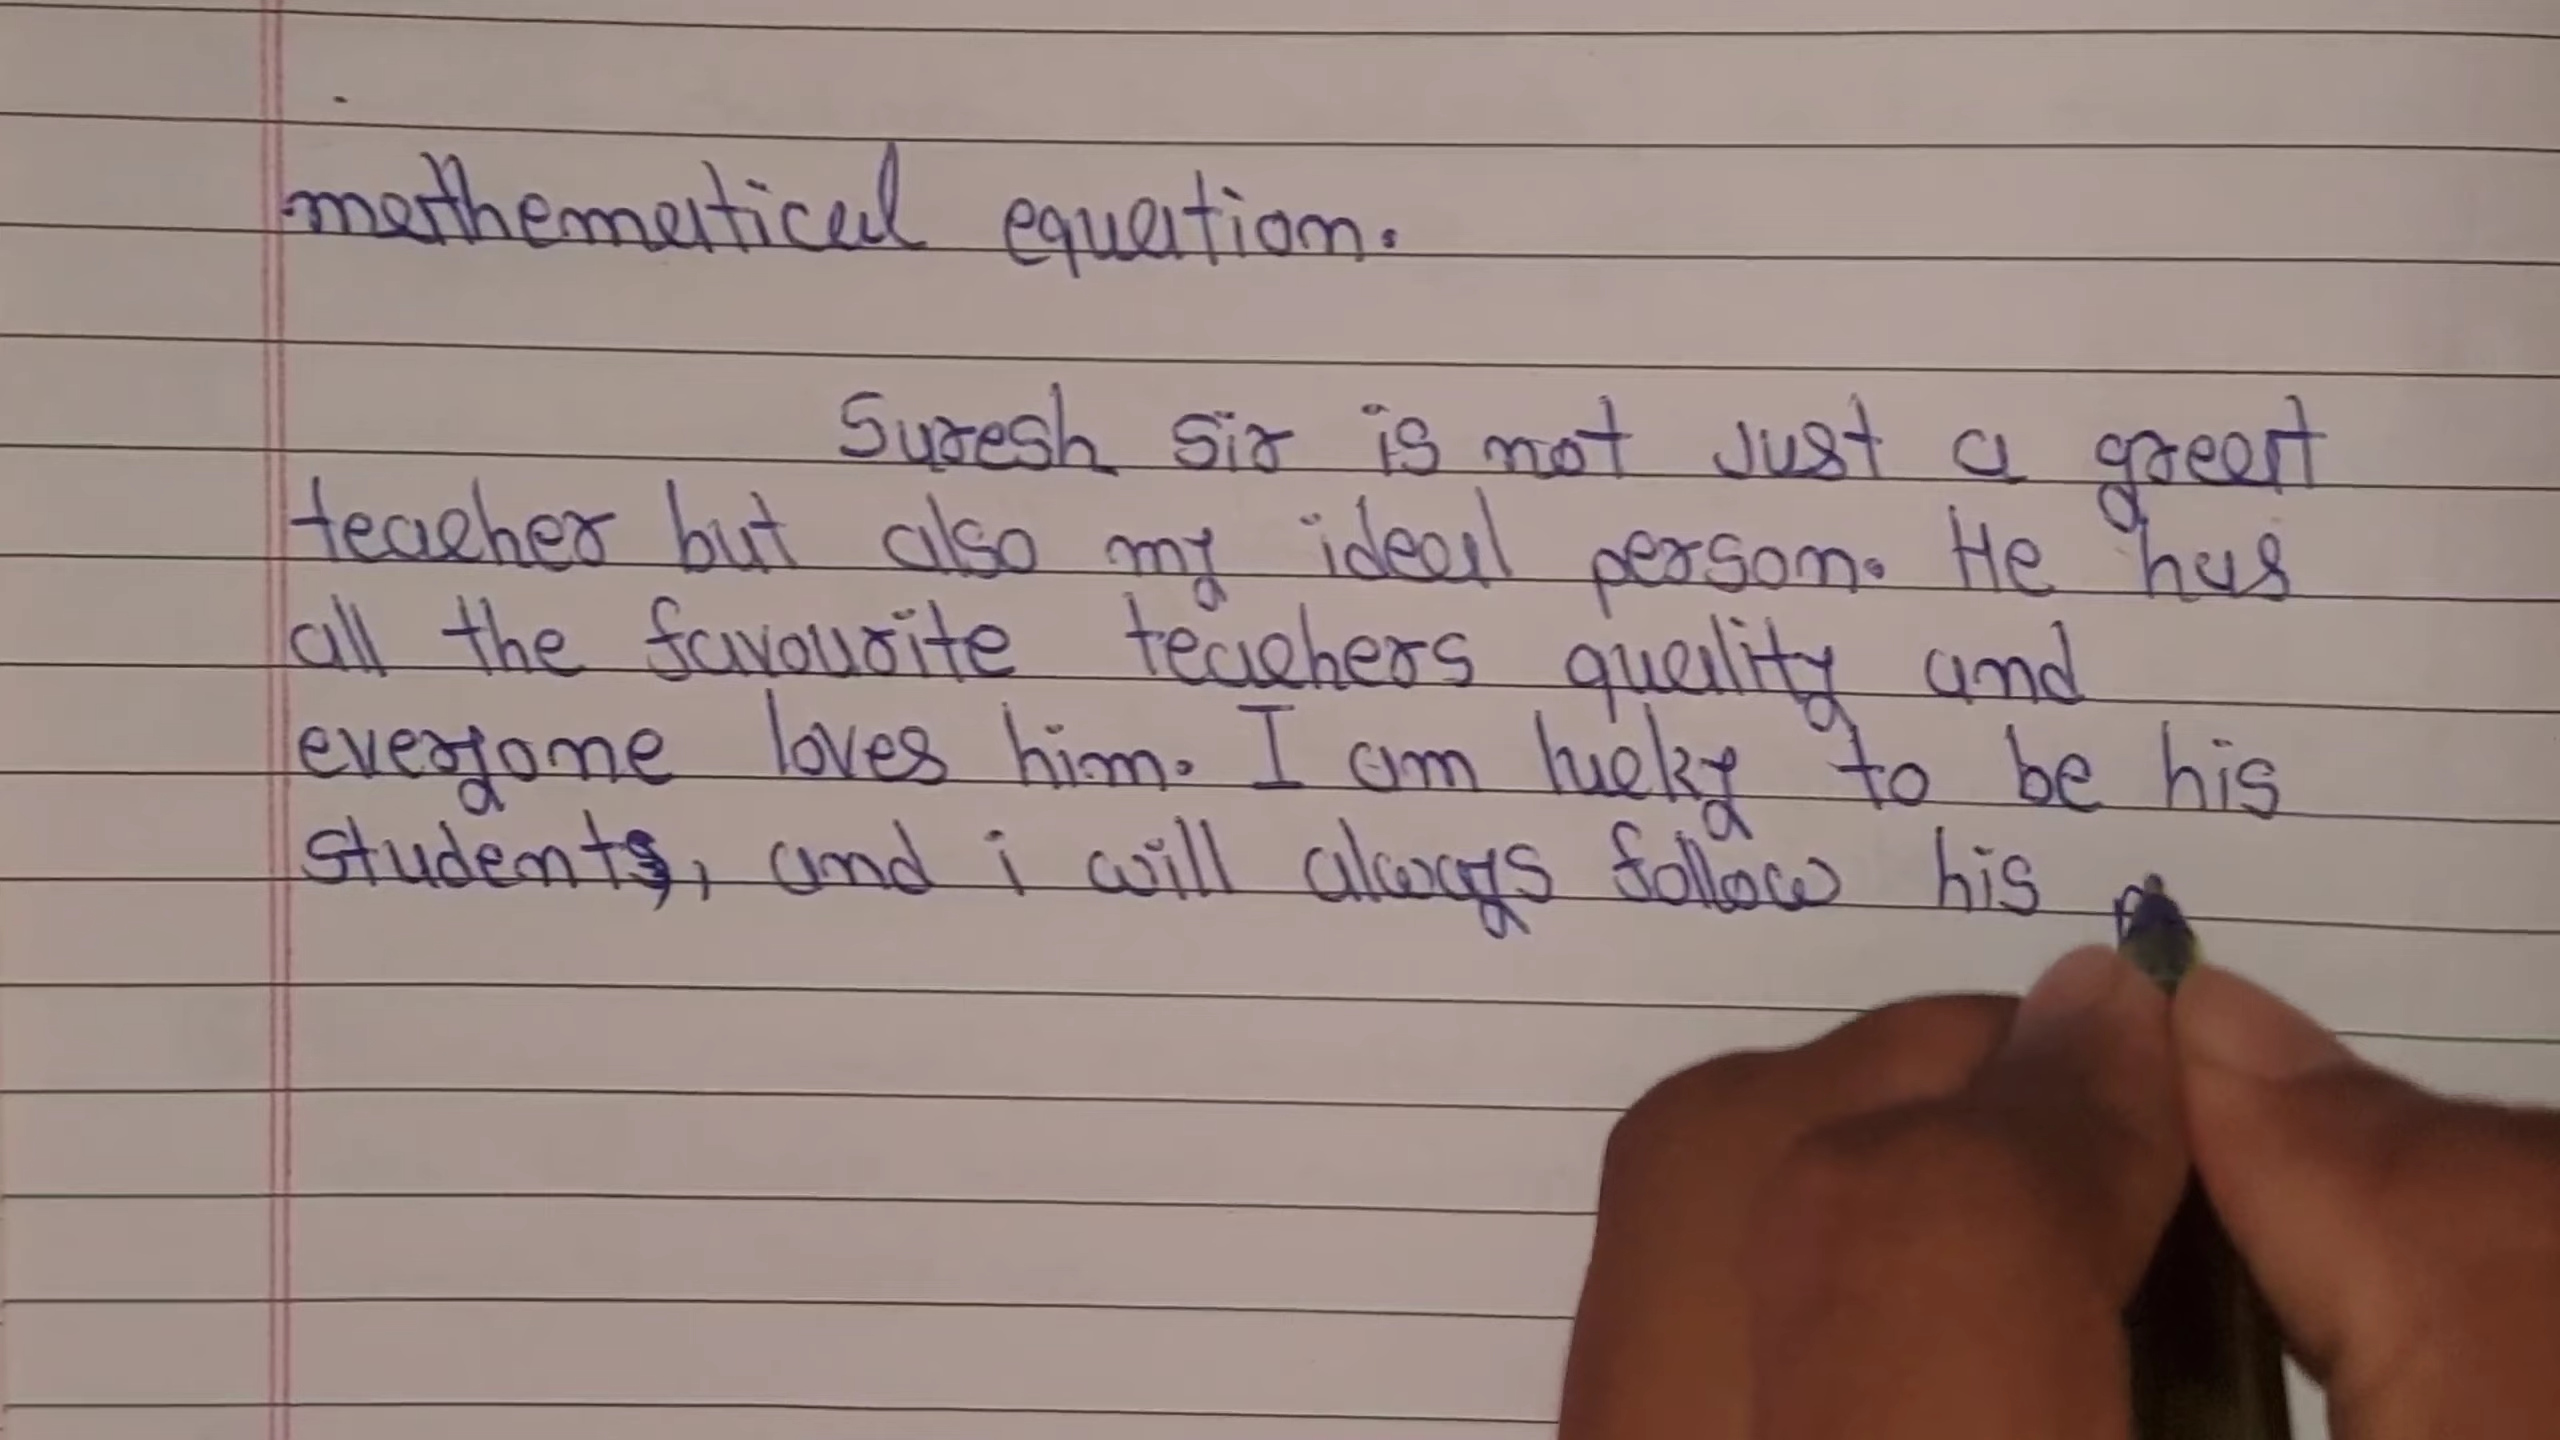 mathematical equation.
Suresh sir is not Just a great
teacher but also my ideal person. He has
all the favourite teachers quality and
everyone loves him. I am lucky to be his
students, and i will always follow his